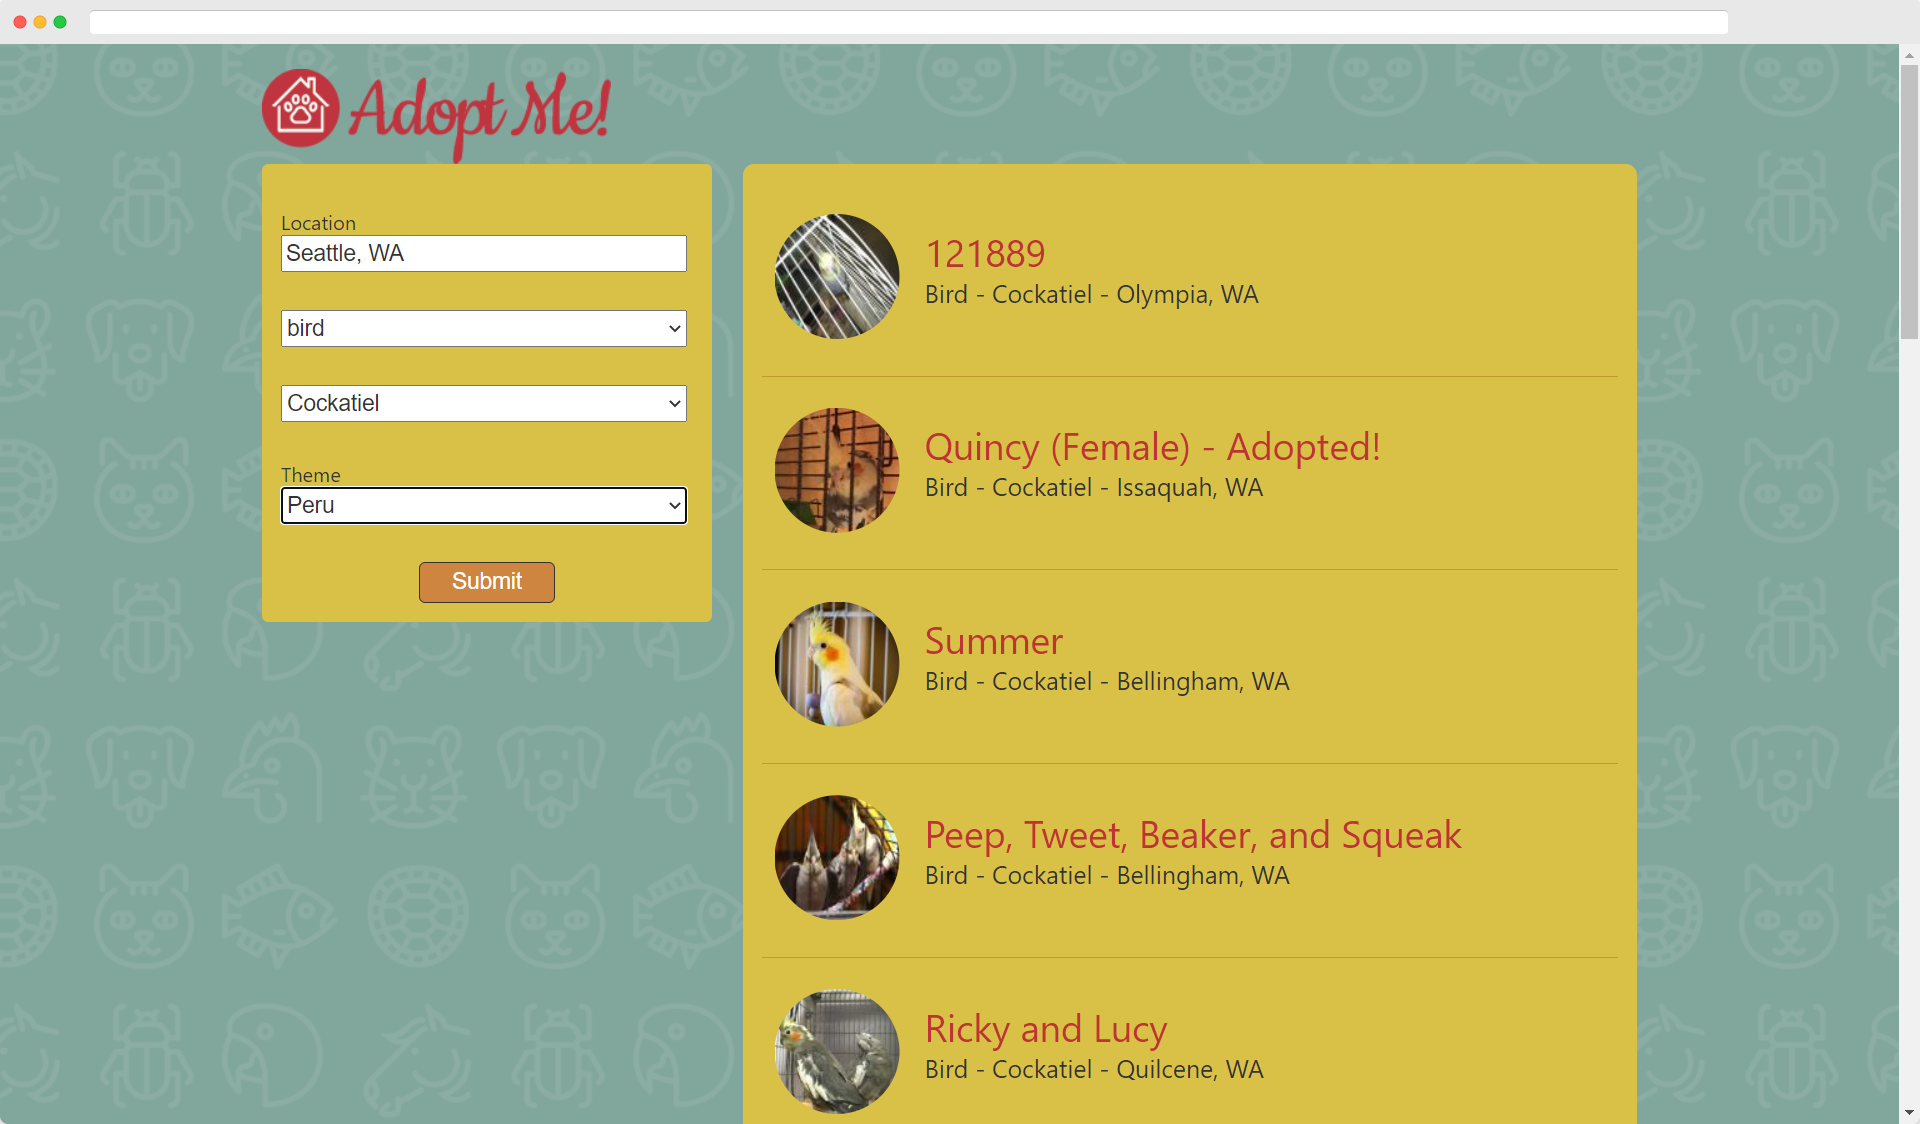 Adopt Me!
Location
Seattle, WA
bird
Cockatiel
Theme
Peru
Submit
121889
Bird - Cockatiel - Olympia, WA
Quincy (Female) - Adopted!
Bird - Cockatiel - Issaquah, WA
Summer
Bird - Cockatiel - Bellingham, WA
Peep, Tweet, Beaker, and Squeak
Bird - Cockatiel - Bellingham, WA
Ricky and Lucy
Bird - Cockatiel - Quilcene, WA